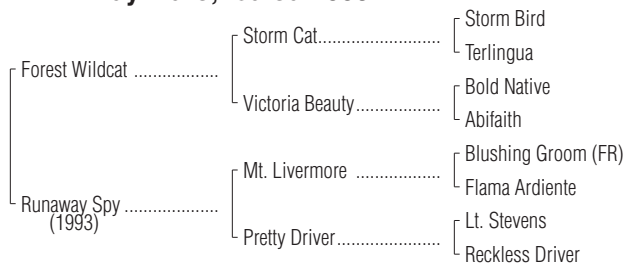 Storm Bird
Storm Cat..........................
Terlingua
Forest Wildcat ..................
Bold Native
Victoria Beauty..................
Abifaith
Blushing Groom (FR)
Mt. Livermore ..................
Flama Ardiente
Runaway Spy ....................
(1993)
Lt. Stevens
Pretty Driver......................
Reckless Driver